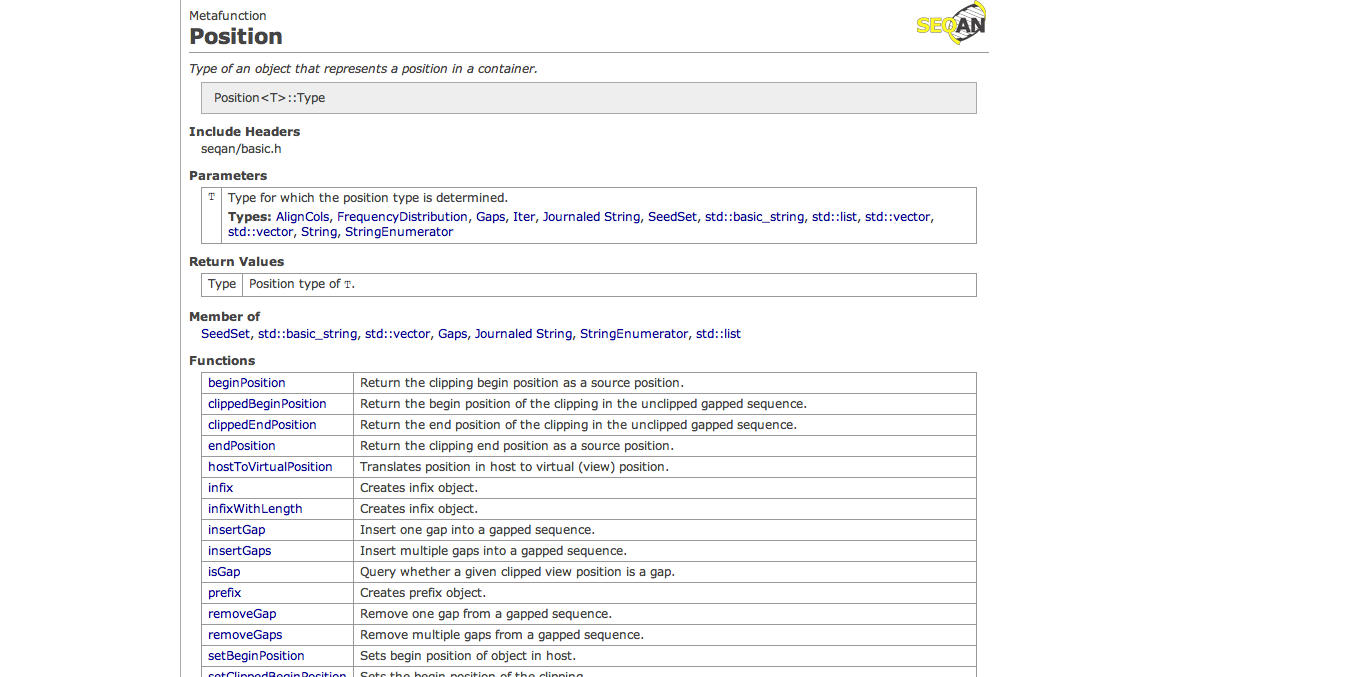 Metafunction
SEQAN
Position
Type of an object that represents a position in a container.
Position<T>::Type
Include Headers
seqan/basic.h
Parameters
T Type for which the position type is determined.
Types: AlignCols, FrequencyDistribution, Gaps, Iter, Journaled String, SeedSet, std::basic_string, std::list, std::vector,
std::vector, String, StringEnumerator
Return Values
Type Position type of T.
Member of
SeedSet, std::basic_string, std::vector, Gaps, Journaled String, StringEnumerator, std::list
Functions
beginPosition Return the clipping begin position as a source position.
clippedBeginPosition Return the begin position of the clipping in the unclipped gapped sequence.
clippedEndPosition Return the end position of the clipping in the unclipped gapped sequence.
endPosition Return the clipping end position as a source position.
hostToVirtualPosition Translates position in host to virtual (view) position.
infix Creates infix object.
infixWithLength Creates infix object.
insertGap Insert one gap into a gapped sequence.
insertGaps Insert multiple gaps into a gapped sequence.
isGap Query whether a given clipped view position is a gap.
prefix Creates prefix object.
removeGap Remove one gap from a gapped sequence.
removeGaps Remove multiple gaps from a gapped sequence.
setBeginPosition Sets begin position of object in host.
setClippedBeginPosition Sets the begin position of the clipping.